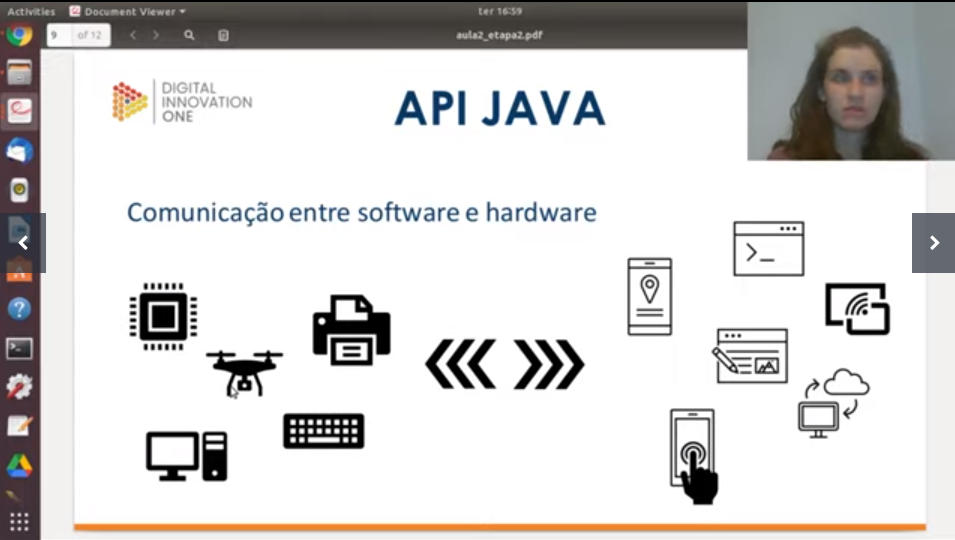 Activities
Document Viewer
ter 16:59
9
of 12
aula2_etapa2.pdf
DIGITAL
INNOVATION
ONE
API JAVA
Comunicação entre software e hardware